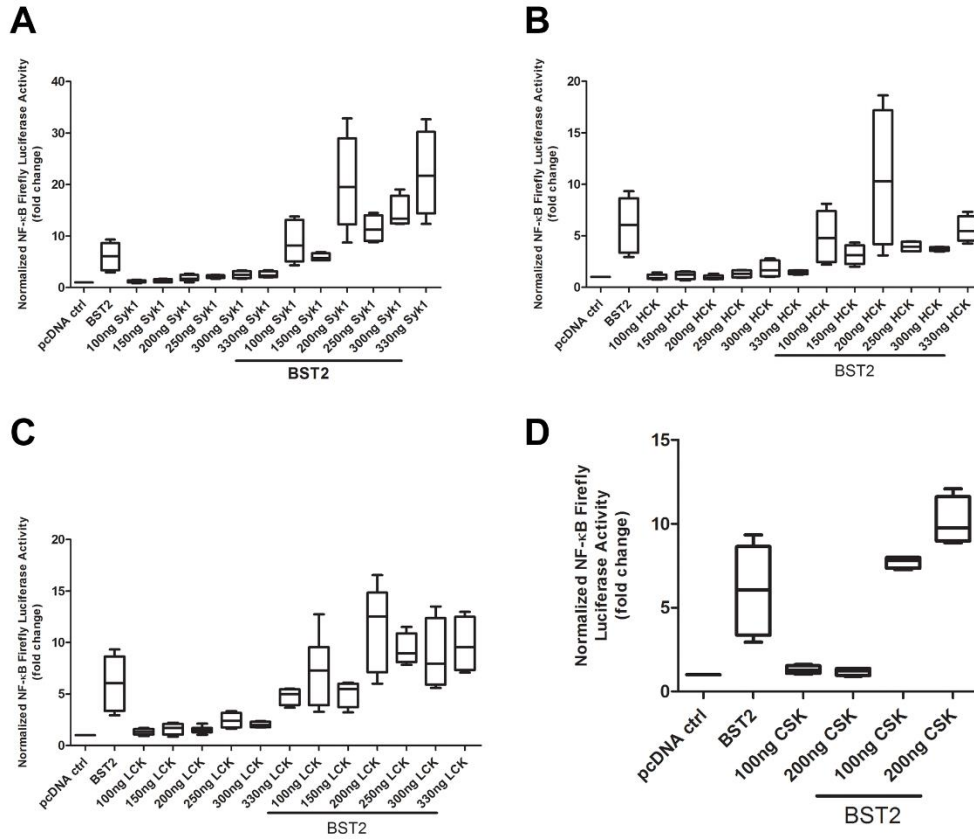 A
Normalized NF-κB Firefly Luciferase Activity
(fold change)
40
30
20
10
0
pcDNA ctrl
BST2
100ng Syk1
150ng Syk1
200ng Syk1
250ng Syk1
300ng Syk1
330ng Syk1
100ng Syk1
150ng Syk1
200ng Syk1
250ng Syk1
300ng Syk1
330ng Syk1
BST2
B
Normalized NF-κB Firefly Luciferase Activity
(fold change)
20
15
10
5
0
pcDNA ctrl
BST2
100ng HCK
150ng HCK
200ng HCK
250ng HCK
300ng HCK
330ng HCK
100ng HCK
150ng HCK
200ng HCK
250ng HCK
300ng HCK
330ng HCK
BST2
C
Normalized NF-κB Firefly Luciferase Activity
(fold change)
20
15
10
5
0
pcDNA ctrl
BST2
100ng LCK
150ng LCK
200ng LCK
250ng LCK
300ng LCK
330ng LCK
100ng LCK
150ng LCK
200ng LCK
250ng LCK
300ng LCK
330ng LCK
BST2
D
Normalized NF-κB Firefly
Luciferase Activity
(fold change)
15
10
5
0
pcDNA ctrl
BST2
100ng CSK
200ng CSK
100ng CSK
200ng CSK
BST2